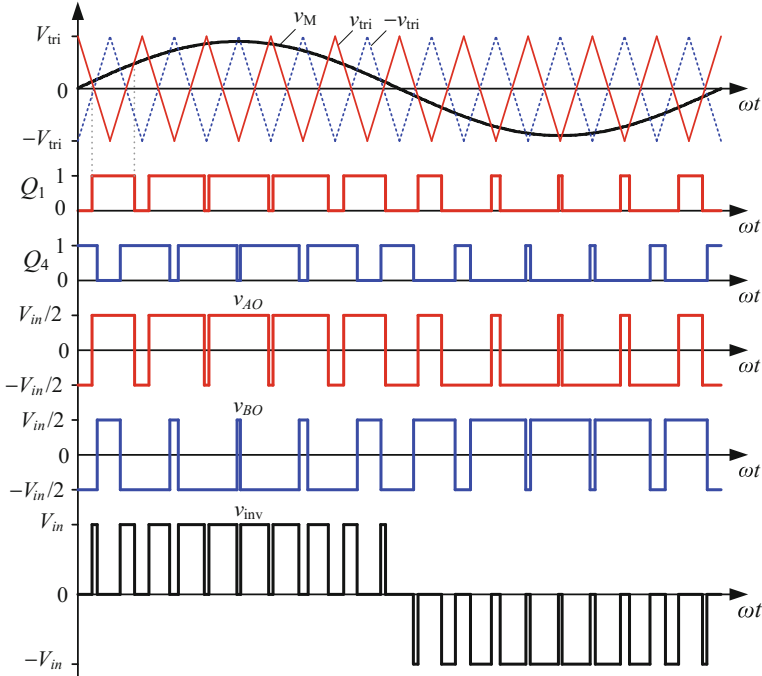 v_M v_tri −v_tri
V_tri
0 ωt
−V_tri
Q_1 1
0 ωt
Q_4 1
0 ωt
v_AO
V_in/2
0 ωt
−V_in/2
v_BO
V_in/2
0 ωt
−V_in/2
v_inv
V_in
0 ωt
−V_in